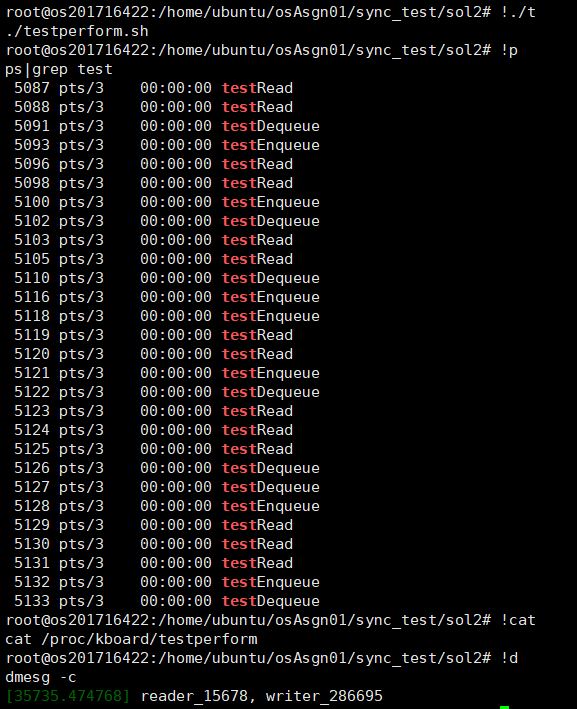 root@os201716422:/home/ubuntu/osAsgn01/sync_test/sol2# !./t
./testperform.sh
root@os201716422:/home/ubuntu/osAsgn01/sync_test/sol2# !p
ps|grep test
5087 pts/3    00:00:00 testRead
5088 pts/3    00:00:00 testRead
5091 pts/3    00:00:00 testDequeue
5093 pts/3    00:00:00 testEnqueue
5096 pts/3    00:00:00 testRead
5098 pts/3    00:00:00 testRead
5100 pts/3    00:00:00 testEnqueue
5102 pts/3    00:00:00 testDequeue
5103 pts/3    00:00:00 testRead
5105 pts/3    00:00:00 testRead
5110 pts/3    00:00:00 testDequeue
5116 pts/3    00:00:00 testEnqueue
5118 pts/3    00:00:00 testEnqueue
5119 pts/3    00:00:00 testRead
5120 pts/3    00:00:00 testRead
5121 pts/3    00:00:00 testEnqueue
5122 pts/3    00:00:00 testDequeue
5123 pts/3    00:00:00 testRead
5124 pts/3    00:00:00 testRead
5125 pts/3    00:00:00 testRead
5126 pts/3    00:00:00 testDequeue
5127 pts/3    00:00:00 testDequeue
5128 pts/3    00:00:00 testEnqueue
5129 pts/3    00:00:00 testRead
5130 pts/3    00:00:00 testRead
5131 pts/3    00:00:00 testRead
5132 pts/3    00:00:00 testEnqueue
5133 pts/3    00:00:00 testDequeue
root@os201716422:/home/ubuntu/osAsgn01/sync_test/sol2# !cat
cat /proc/kboard/testperform
root@os201716422:/home/ubuntu/osAsgn01/sync_test/sol2# !d
dmesg -c
[35735.474768] reader_15678, writer_286695